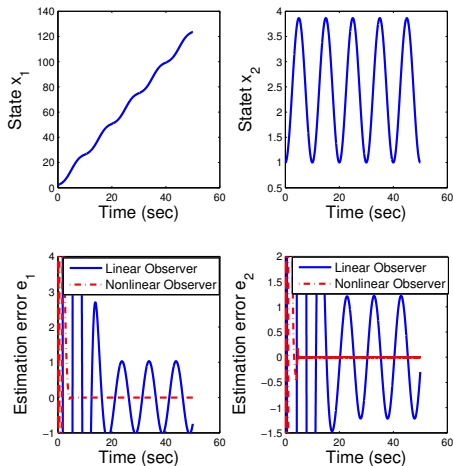 State x1
140
120
100
80
60
40
20
0
0 20 40 60
Time (sec)
Statet x2
4
3.5
3
2.5
2
1.5
1
0.5
0 20 40 60
Time (sec)
Estimation error e1
4
3
2
1
0
-1
0 20 40 60
Time (sec)
Linear Observer
Nonlinear Observer
Estimation error e2
2
1.5
1
0.5
0
-0.5
-1
-1.5
0 20 40 60
Time (sec)
Linear Observer
Nonlinear Observer